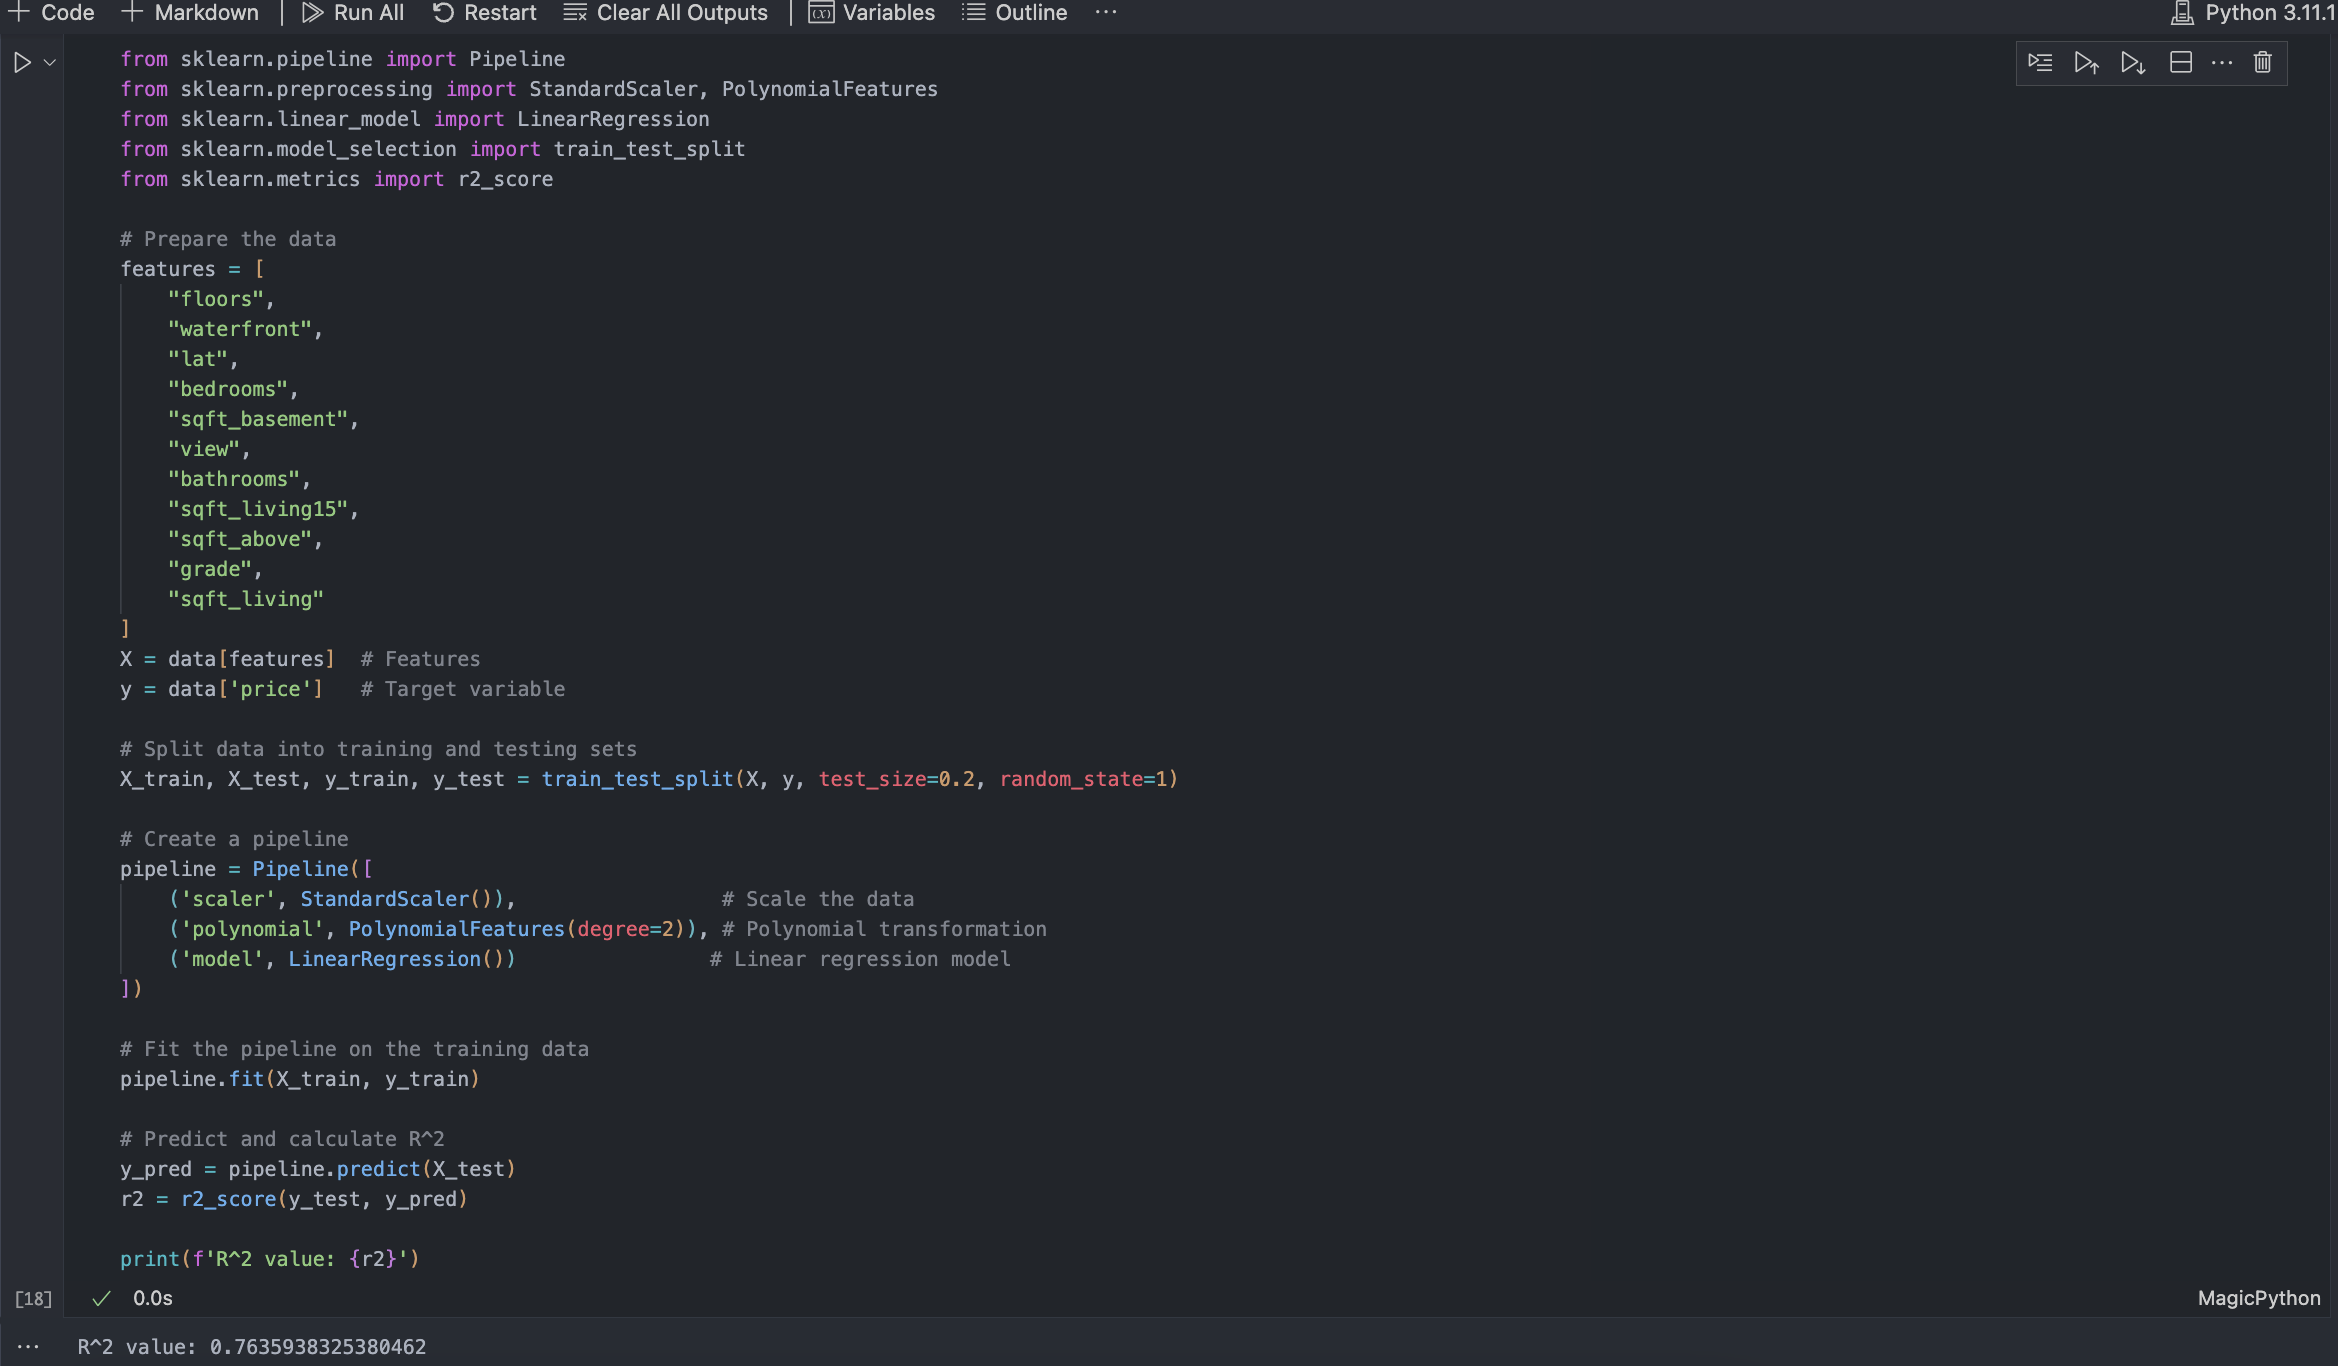 Code Markdown Run All Restart Clear All Outputs Variables Outline ··· Python 3.11.1
from sklearn.pipeline import Pipeline
from sklearn.preprocessing import StandardScaler, PolynomialFeatures
from sklearn.linear_model import LinearRegression
from sklearn.model_selection import train_test_split
from sklearn.metrics import r2_score
# Prepare the data
features = [
"floors",
"waterfront",
"lat",
"bedrooms",
"sqft_basement",
"view",
"bathrooms",
"sqft_living15",
"sqft_above",
"grade",
"sqft_living"
]
X = data[features]  # Features
y = data['price']   # Target variable
# Split data into training and testing sets
X_train, X_test, y_train, y_test = train_test_split(X, y, test_size=0.2, random_state=1)
# Create a pipeline
pipeline = Pipeline([
('scaler', StandardScaler()),                 # Scale the data
('polynomial', PolynomialFeatures(degree=2)), # Polynomial transformation
('model', LinearRegression())                # Linear regression model
])
# Fit the pipeline on the training data
pipeline.fit(X_train, y_train)
# Predict and calculate R^2
y_pred = pipeline.predict(X_test)
r2 = r2_score(y_test, y_pred)
print(f'R^2 value: {r2}')
[18] ✓ 0.0s MagicPython
··· R^2 value: 0.7635938325380462